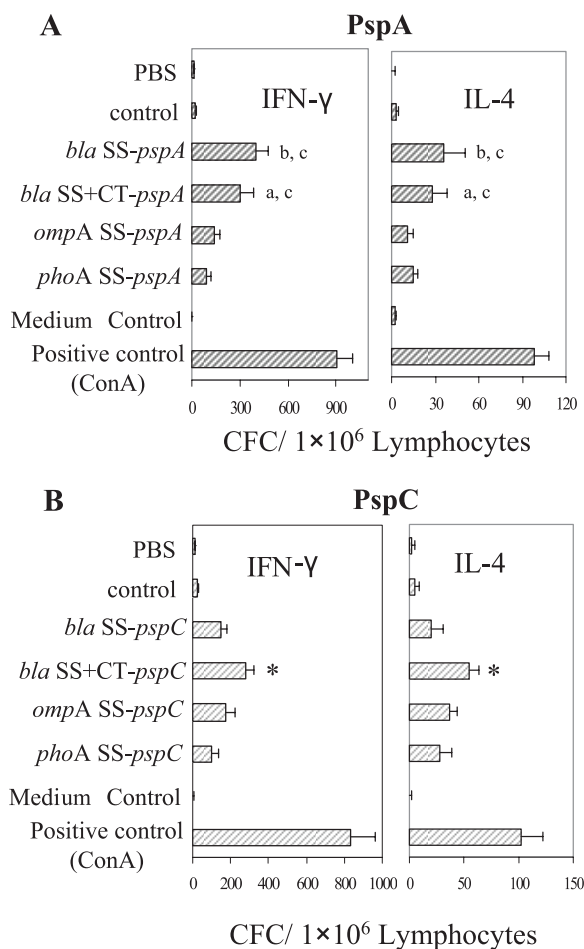 A
PspA
PBS
control
bla SS-pspA
bla SS+CT-pspA
ompA SS-pspA
phoA SS-pspA
Medium Control
Positive control
(ConA)
IFN-γ
b, c
a, c
0 300 600 900
IL-4
b, c
a, c
0 30 60 90 120
CFC/ 1×10⁶ Lymphocytes
B
PspC
PBS
control
bla SS-pspC
bla SS+CT-pspC
ompA SS-pspC
phoA SS-pspC
Medium Control
Positive control
(ConA)
IFN-γ
*
0 200 400 600 800 1000
IL-4
*
0 50 100 150
CFC/ 1×10⁶ Lymphocytes